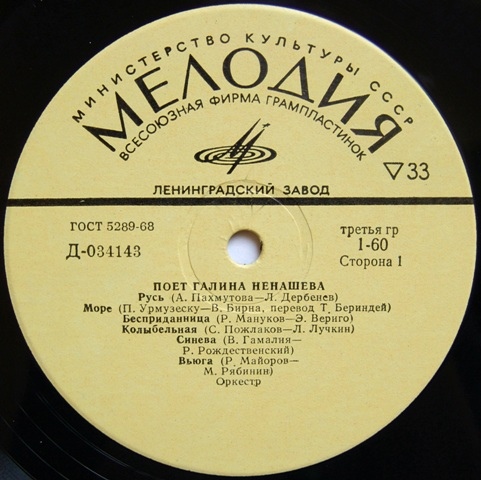 МИНИСТЕРСТВО КУЛЬТУРЫ СССР
МЕЛОДИЯ
ВСЕСОЮЗНАЯ ФИРМА ГРАМПЛАСТИНОК
▽33
ЛЕНИНГРАДСКИЙ ЗАВОД
ГОСТ 5289-68
Д-034143
третья гр
1-60
Сторона 1
ПОЕТ ГАЛИНА НЕНАШЕВА
Русь (А. Пахмутова—Л. Дербенев)
Море (П. Урмузеску—В. Бирна, перевод Т. Бериндей)
Бесприданница (Р. Мануков—Э. Вериго)
Колыбельная (С. Пожлаков—Л. Лучкин)
Синева (В. Гамалия—
Р. Рождественский)
Вьюга (Р. Майоров—
М. Рябинин)
Оркестр